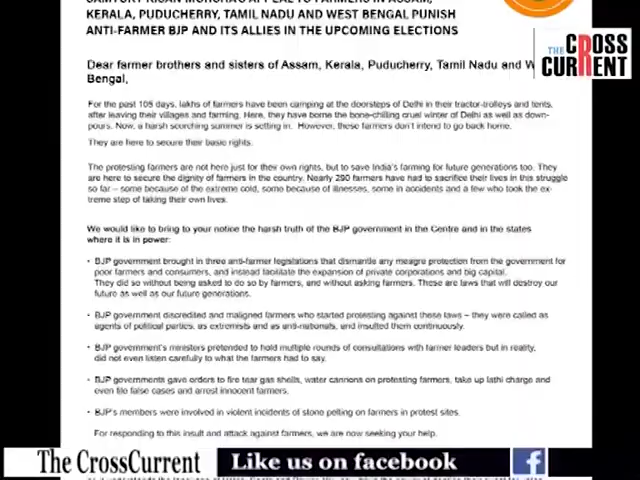 KERALA, PUDUCHERRY, TAMIL NADU AND WEST BENGAL PUNISH
ANTI-FARMER BJP AND ITS ALLIES IN THE UPCOMING ELECTIONS
THE CROSS
CURRENT
Dear farmer brothers and sisters of Assam, Kerala, Puducherry, Tamil Nadu and
Bengal,
For the past 105 days, lakhs of farmers have been camping at the doorsteps of Delhi in their tractor-trolleys and tents,
after leaving their villages and farming. Here, they have borne the bone-chilling cruel winter of Delhi as well as down-
pours. Now, a harsh scorching summer is setting in. However, these farmers don't intend to go back home.
They are here to secure their basic rights.
The protesting farmers are not here just for their own rights, but to save India's farming for future generations too. They
are here to secure the dignity of farmers in the country. Nearly 290 farmers have had to sacrifice their lives in this struggle
so far – some because of the extreme cold, some because of illnesses, some in accidents and a few who took the ex-
treme step of taking their own lives.
We would like to bring to your notice the harsh truth of the BJP government in the Centre and in the states
where it is in power:
• BJP government brought in three anti-farmer legislations that dismantle any meagre protection from the government for
poor farmers and consumers, and instead facilitate the expansion of private corporations and big capital.
They did so without being asked to do so by farmers, and without asking farmers. These are laws that will destroy our
future as well as our future generations.
• BJP government discredited and maligned farmers who started protesting against these laws – they were called as
agents of political parties, as extremists and as anti-nationals, and insulted them continuously.
• BJP government's ministers pretended to hold multiple rounds of consultations with farmer leaders but in reality,
did not even listen carefully to what the farmers had to say.
• BJP governments gave orders to fire tear gas shells, water cannons on protesting farmers, take up lathi charge and
even file false cases and arrest innocent farmers.
• BJP's members were involved in violent incidents of stone pelting on farmers in protest sites.
For responding to this insult and attack against farmers, we are now seeking your help.
The CrossCurrent
Like us on facebook
f